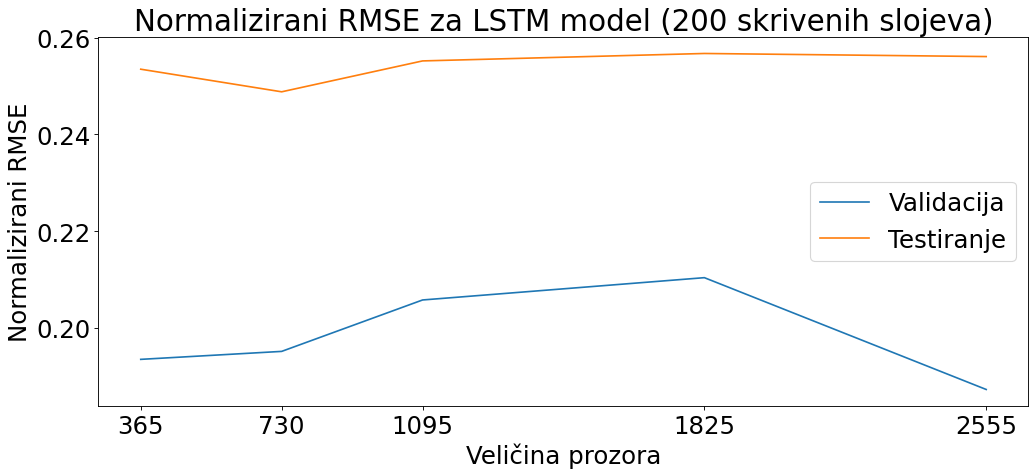 Normalizirani RMSE za LSTM model (200 skrivenih slojeva)
Normalizirani RMSE
0.26
0.24
0.22
0.20
Validacija
Testiranje
365 730 1095 1825 2555
Veličina prozora